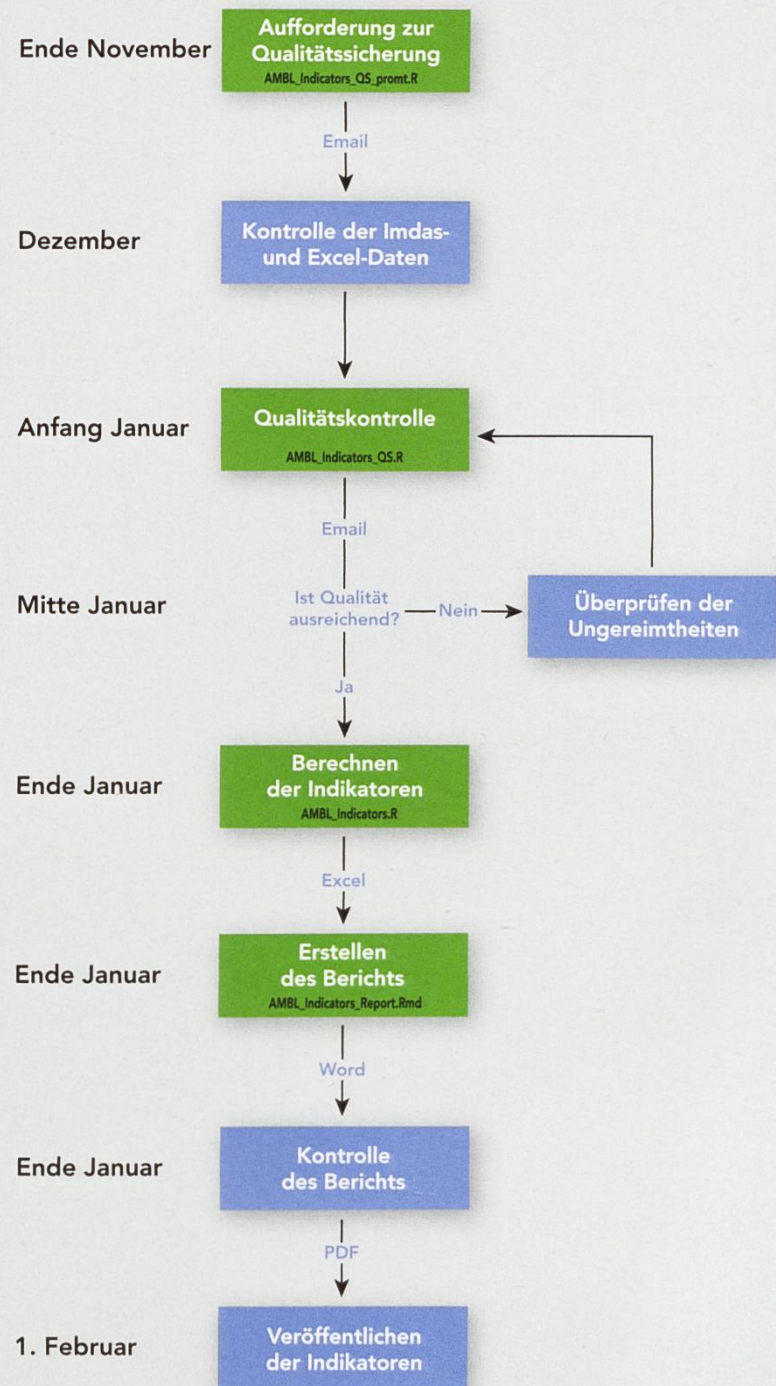 Ende November
Aufforderung zur
Qualitätssicherung
AMBL_Indicators_QS_promt.R
Email
Dezember
Kontrolle der Imdas-
und Excel-Daten
Anfang Januar
Qualitätskontrolle
AMBL_Indicators_QS.R
Email
Mitte Januar
Ist Qualität
ausreichend?
Nein
Überprüfen der
Ungereimtheiten
Ja
Ende Januar
Berechnen
der Indikatoren
AMBL_Indicators.R
Excel
Ende Januar
Erstellen
des Berichts
AMBL_Indicators_Report.Rmd
Word
Ende Januar
Kontrolle
des Berichts
PDF
1. Februar
Veröffentlichen
der Indikatoren